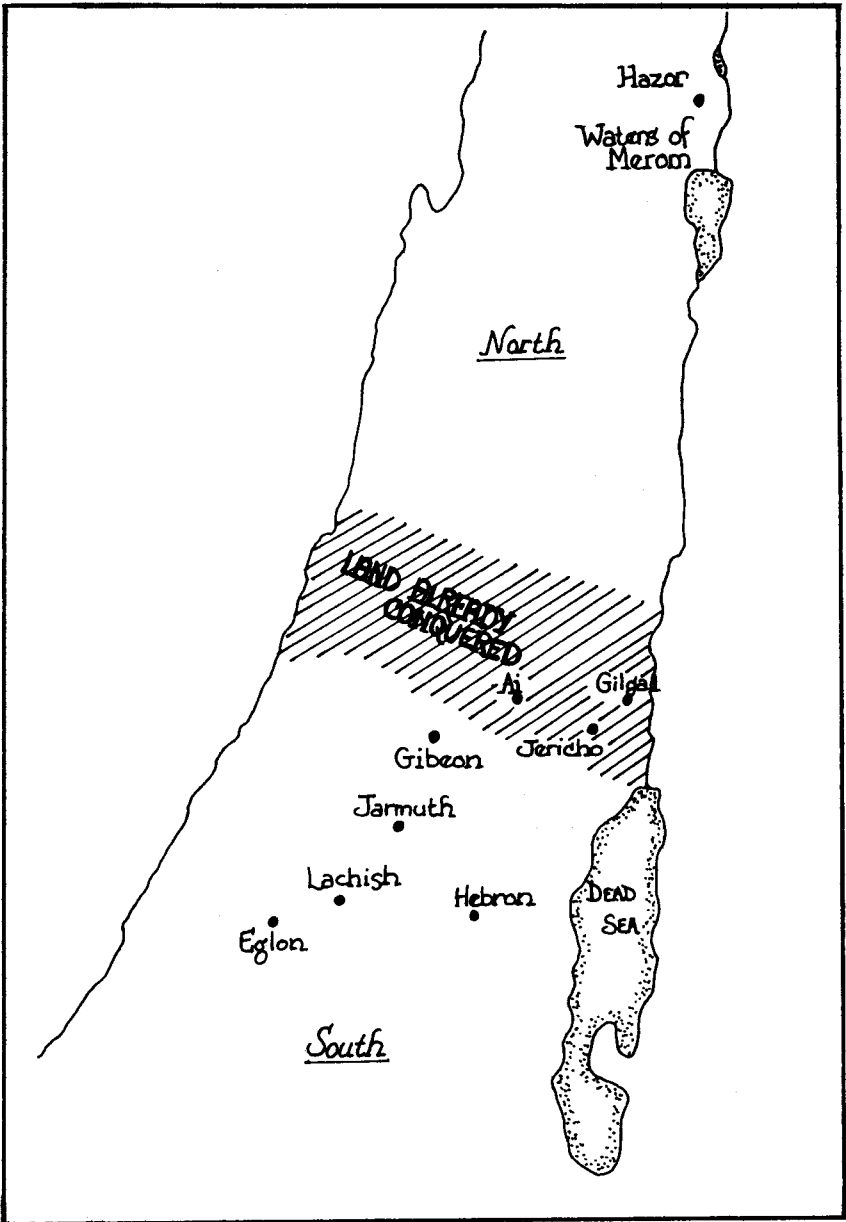 Hazor
Waters of
Merom
North
LAND ALREADY
CONQUERED
Ai
Gilgal
Gibeon
Jericho
Jarmuth
Lachish
Hebron
Eglon
DEAD
SEA
South